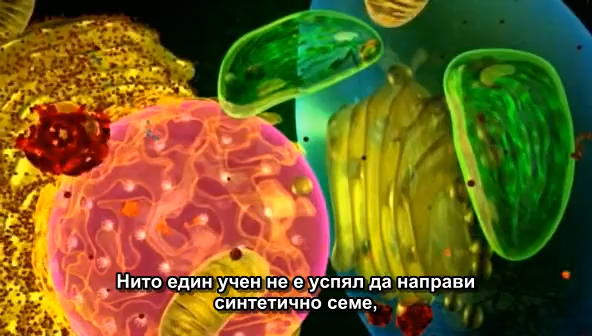 Нито един учен не е успял да направи
синтетично семе,